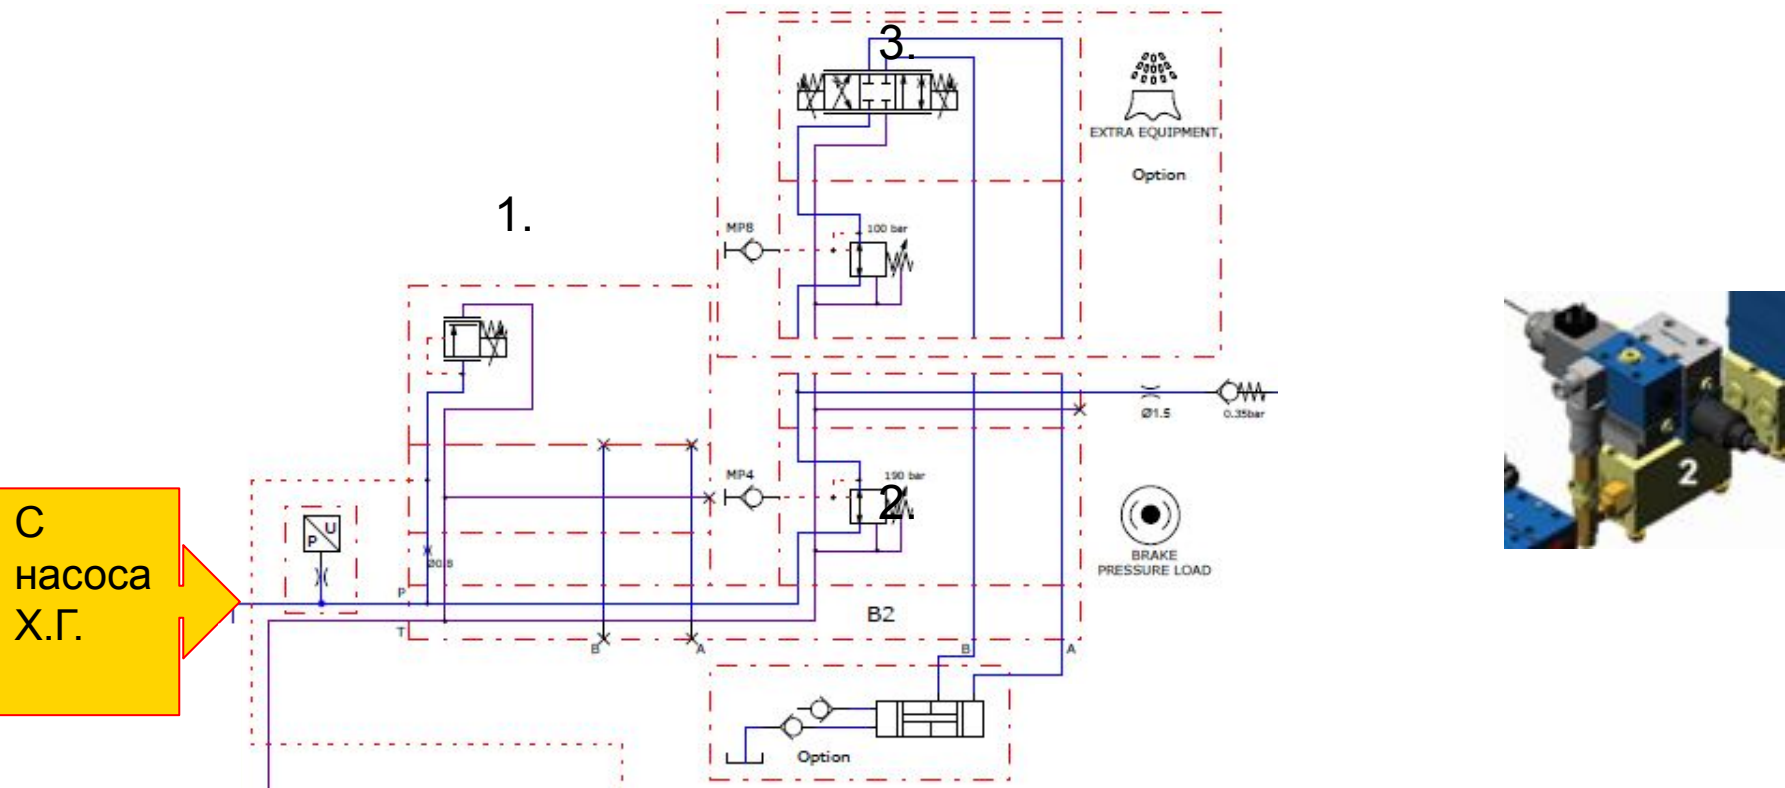 3.
EXTRA EQUIPMENT
Option
1.
MP8
100 bar
Ø1.5
0.35bar
MP4
190 bar
2.
BRAKE
PRESSURE LOAD
С
насоса
Х.Г.
U
P
Ø0.8
P
T
B2
B
A
B
A
Option
2